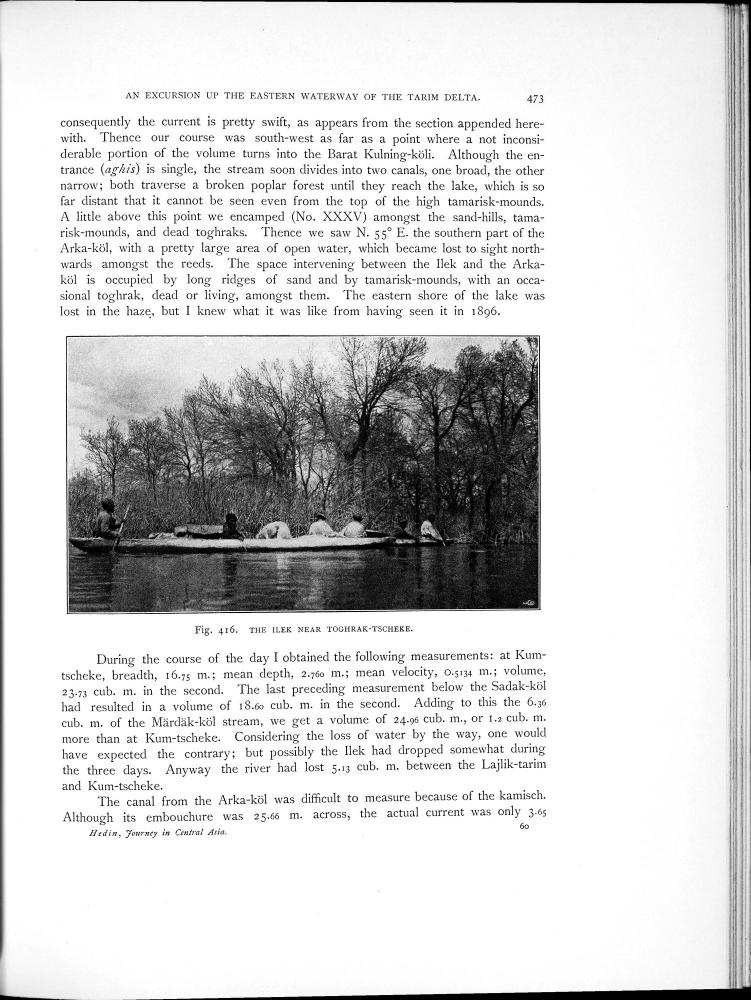 AN EXCURSION UP THE EASTERN WATERWAY OF THE TARIM DELTA. 473
consequently the current is pretty swift, as appears from the section appended here-
with. Thence our course was south-west as far as a point where a not inconsi-
derable portion of the volume turns into the Barat Kulning-köli. Although the en-
trance (aghis) is single, the stream soon divides into two canals, one broad, the other
narrow; both traverse a broken poplar forest until they reach the lake, which is so
far distant that it cannot be seen even from the top of the high tamarisk-mounds.
A little above this point we encamped (No. XXXV) amongst the sand-hills, tama-
risk-mounds, and dead toghraks. Thence we saw N. 55° E. the southern part of the
Arka-köl, with a pretty large area of open water, which became lost to sight north-
wards amongst the reeds. The space intervening between the Ilek and the Arka-
köl is occupied by long ridges of sand and by tamarisk-mounds, with an occa-
sional toghrak, dead or living, amongst them. The eastern shore of the lake was
lost in the haze, but I knew what it was like from having seen it in 1896.
Fig. 416. THE ILEK NEAR TOGHRAK-TSCHEKE.
During the course of the day I obtained the following measurements: at Kum-
tscheke, breadth, 16.75 m.; mean depth, 2.760 m.; mean velocity, 0.5134 m.; volume,
23.73 cub. m. in the second. The last preceding measurement below the Sadak-köl
had resulted in a volume of 18.60 cub. m. in the second. Adding to this the 6.36
cub. m. of the Märdäk-köl stream, we get a volume of 24.96 cub. m., or 1.2 cub. m.
more than at Kum-tscheke. Considering the loss of water by the way, one would
have expected the contrary; but possibly the Ilek had dropped somewhat during
the three days. Anyway the river had lost 5.13 cub. m. between the Lajlik-tarim
and Kum-tscheke.
The canal from the Arka-köl was difficult to measure because of the kamisch.
Although its embouchure was 25.66 m. across, the actual current was only 3.65
Hedin, Journey in Central Asia. 60